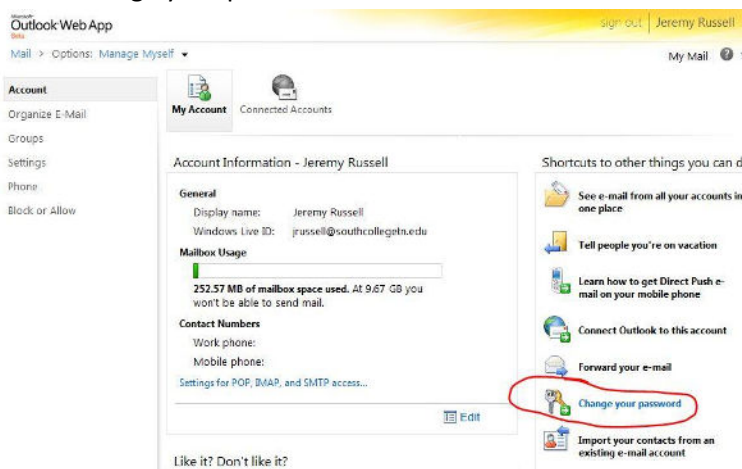 Outlook Web App
Beta
sign out Jeremy Russell
Mail > Options: Manage Myself
My Mail
Account
Organize E-Mail
Groups
Settings
Phone
Block or Allow
My Account
Connected Accounts
Account Information - Jeremy Russell
General
Display name: Jeremy Russell
Windows Live ID: jrussell@southcollegetn.edu
Mailbox Usage
252.57 MB of mailbox space used. At 9.67 GB you
won't be able to send mail.
Contact Numbers
Work phone:
Mobile phone:
Settings for POP, IMAP, and SMTP access...
Edit
Like it? Don't like it?
Shortcuts to other things you can d
See e-mail from all your accounts in
one place
Tell people you're on vacation
Learn how to get Direct Push e-
mail on your mobile phone
Connect Outlook to this account
Forward your e-mail
Change your password
Import your contacts from an
existing e-mail account